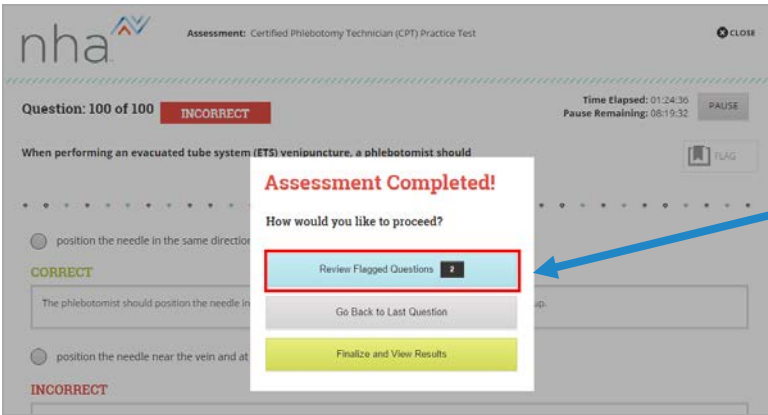 nha
Assessment: Certified Phlebotomy Technician (CPT) Practice Test
CLOSE
Question: 100 of 100 INCORRECT
Time Elapsed: 01:24:36
Pause Remaining: 08:19:32
PAUSE
When performing an evacuated tube system (ETS) venipuncture, a phlebotomist should
FLAG
Assessment Completed!
How would you like to proceed?
Review Flagged Questions 2
Go Back to Last Question
Finalize and View Results
position the needle in the same direction
CORRECT
The phlebotomist should position the needle in up.
position the needle near the vein and at
INCORRECT